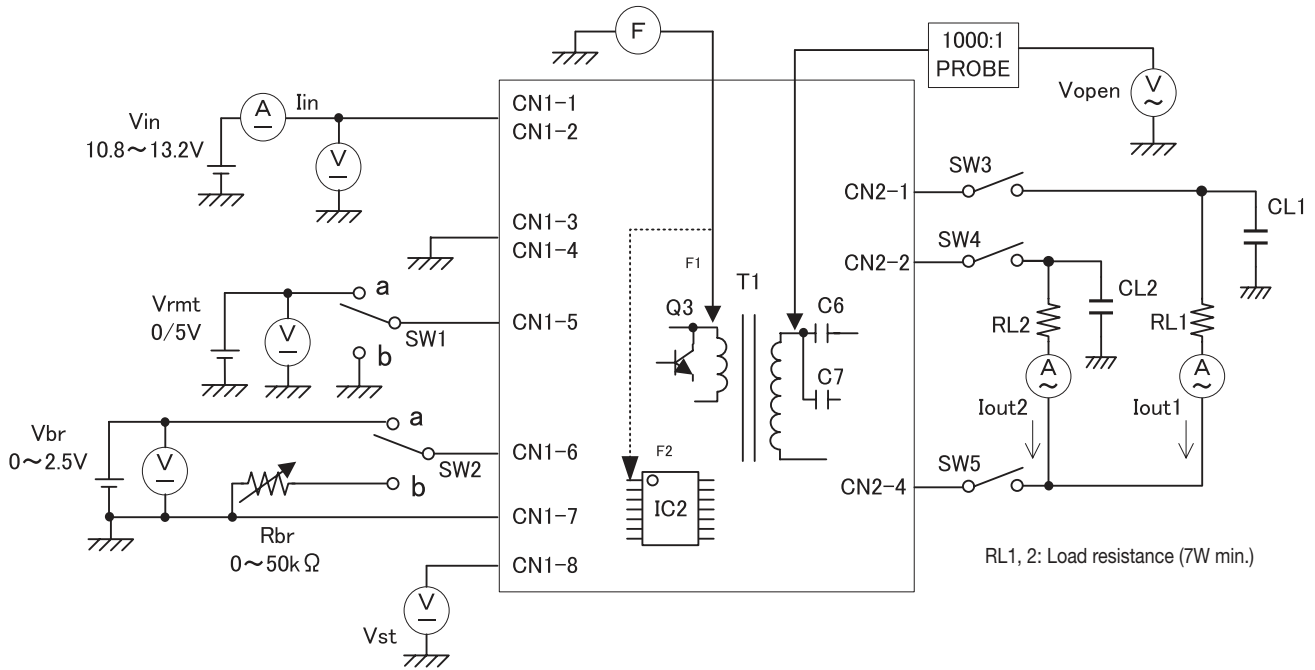 F
1000:1
PROBE
Vopen
V
~
A
Iin
Vin
10.8~13.2V
V
CN1-1
CN1-2
CN1-3
CN1-4
CN1-5
CN1-6
CN1-7
CN1-8
Vrmt
0/5V
V
a
b
SW1
Vbr
0~2.5V
V
a
b
SW2
Rbr
0~50kΩ
Vst
V
F1
Q3
T1
C6
C7
F2
IC2
CN2-1
CN2-2
CN2-4
SW3
SW4
SW5
CL1
CL2
RL2
RL1
A
~
A
~
Iout2
Iout1
RL1, 2: Load resistance (7W min.)